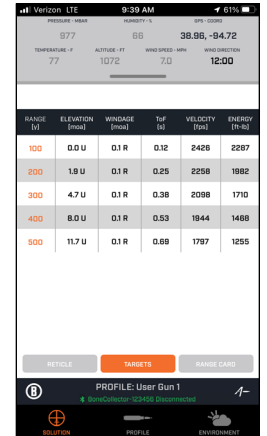 Verizon LTE 9:39 AM 61%
PRESSURE - MBAR HUMIDITY - % GPS - COORD
977 66 38.96, -94.72
TEMPERATURE - F ALTITUDE - FT WIND SPEED - MPH WIND DIRECTION
77 1072 7.0 12:00
RANGE ELEVATION WINDAGE ToF VELOCITY ENERGY
[y] [moa] [moa] [s] [fps] [ft-lb]
100 0.0 U 0.1 R 0.12 2426 2287
200 1.9 U 0.1 R 0.25 2258 1982
300 4.7 U 0.1 R 0.38 2098 1710
400 8.0 U 0.1 R 0.53 1944 1468
500 11.7 U 0.1 R 0.69 1797 1255
RETICLE TARGETS RANGE CARD
B PROFILE: User Gun 1
BoneCollector-123456 Disconnected
SOLUTION PROFILE ENVIRONMENT